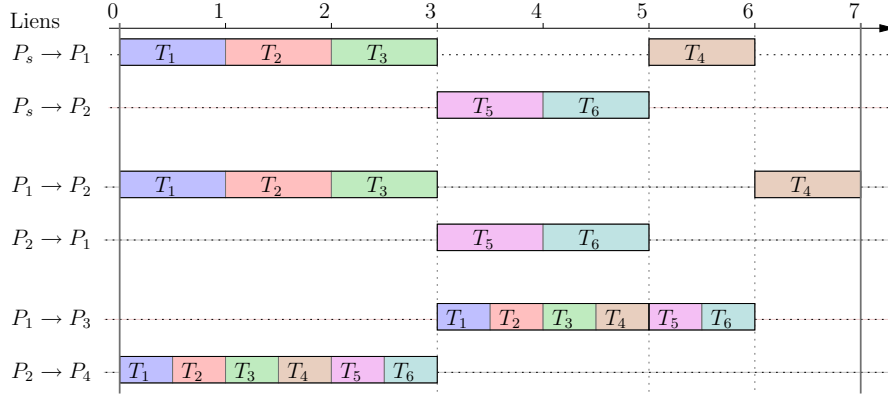 Liens 0 1 2 3 4 5 6 7
P_s → P_1 T_1 T_2 T_3 T_4
P_s → P_2 T_5 T_6
P_1 → P_2 T_1 T_2 T_3 T_4
P_2 → P_1 T_5 T_6
P_1 → P_3 T_1 T_2 T_3 T_4 T_5 T_6
P_2 → P_4 T_1 T_2 T_3 T_4 T_5 T_6